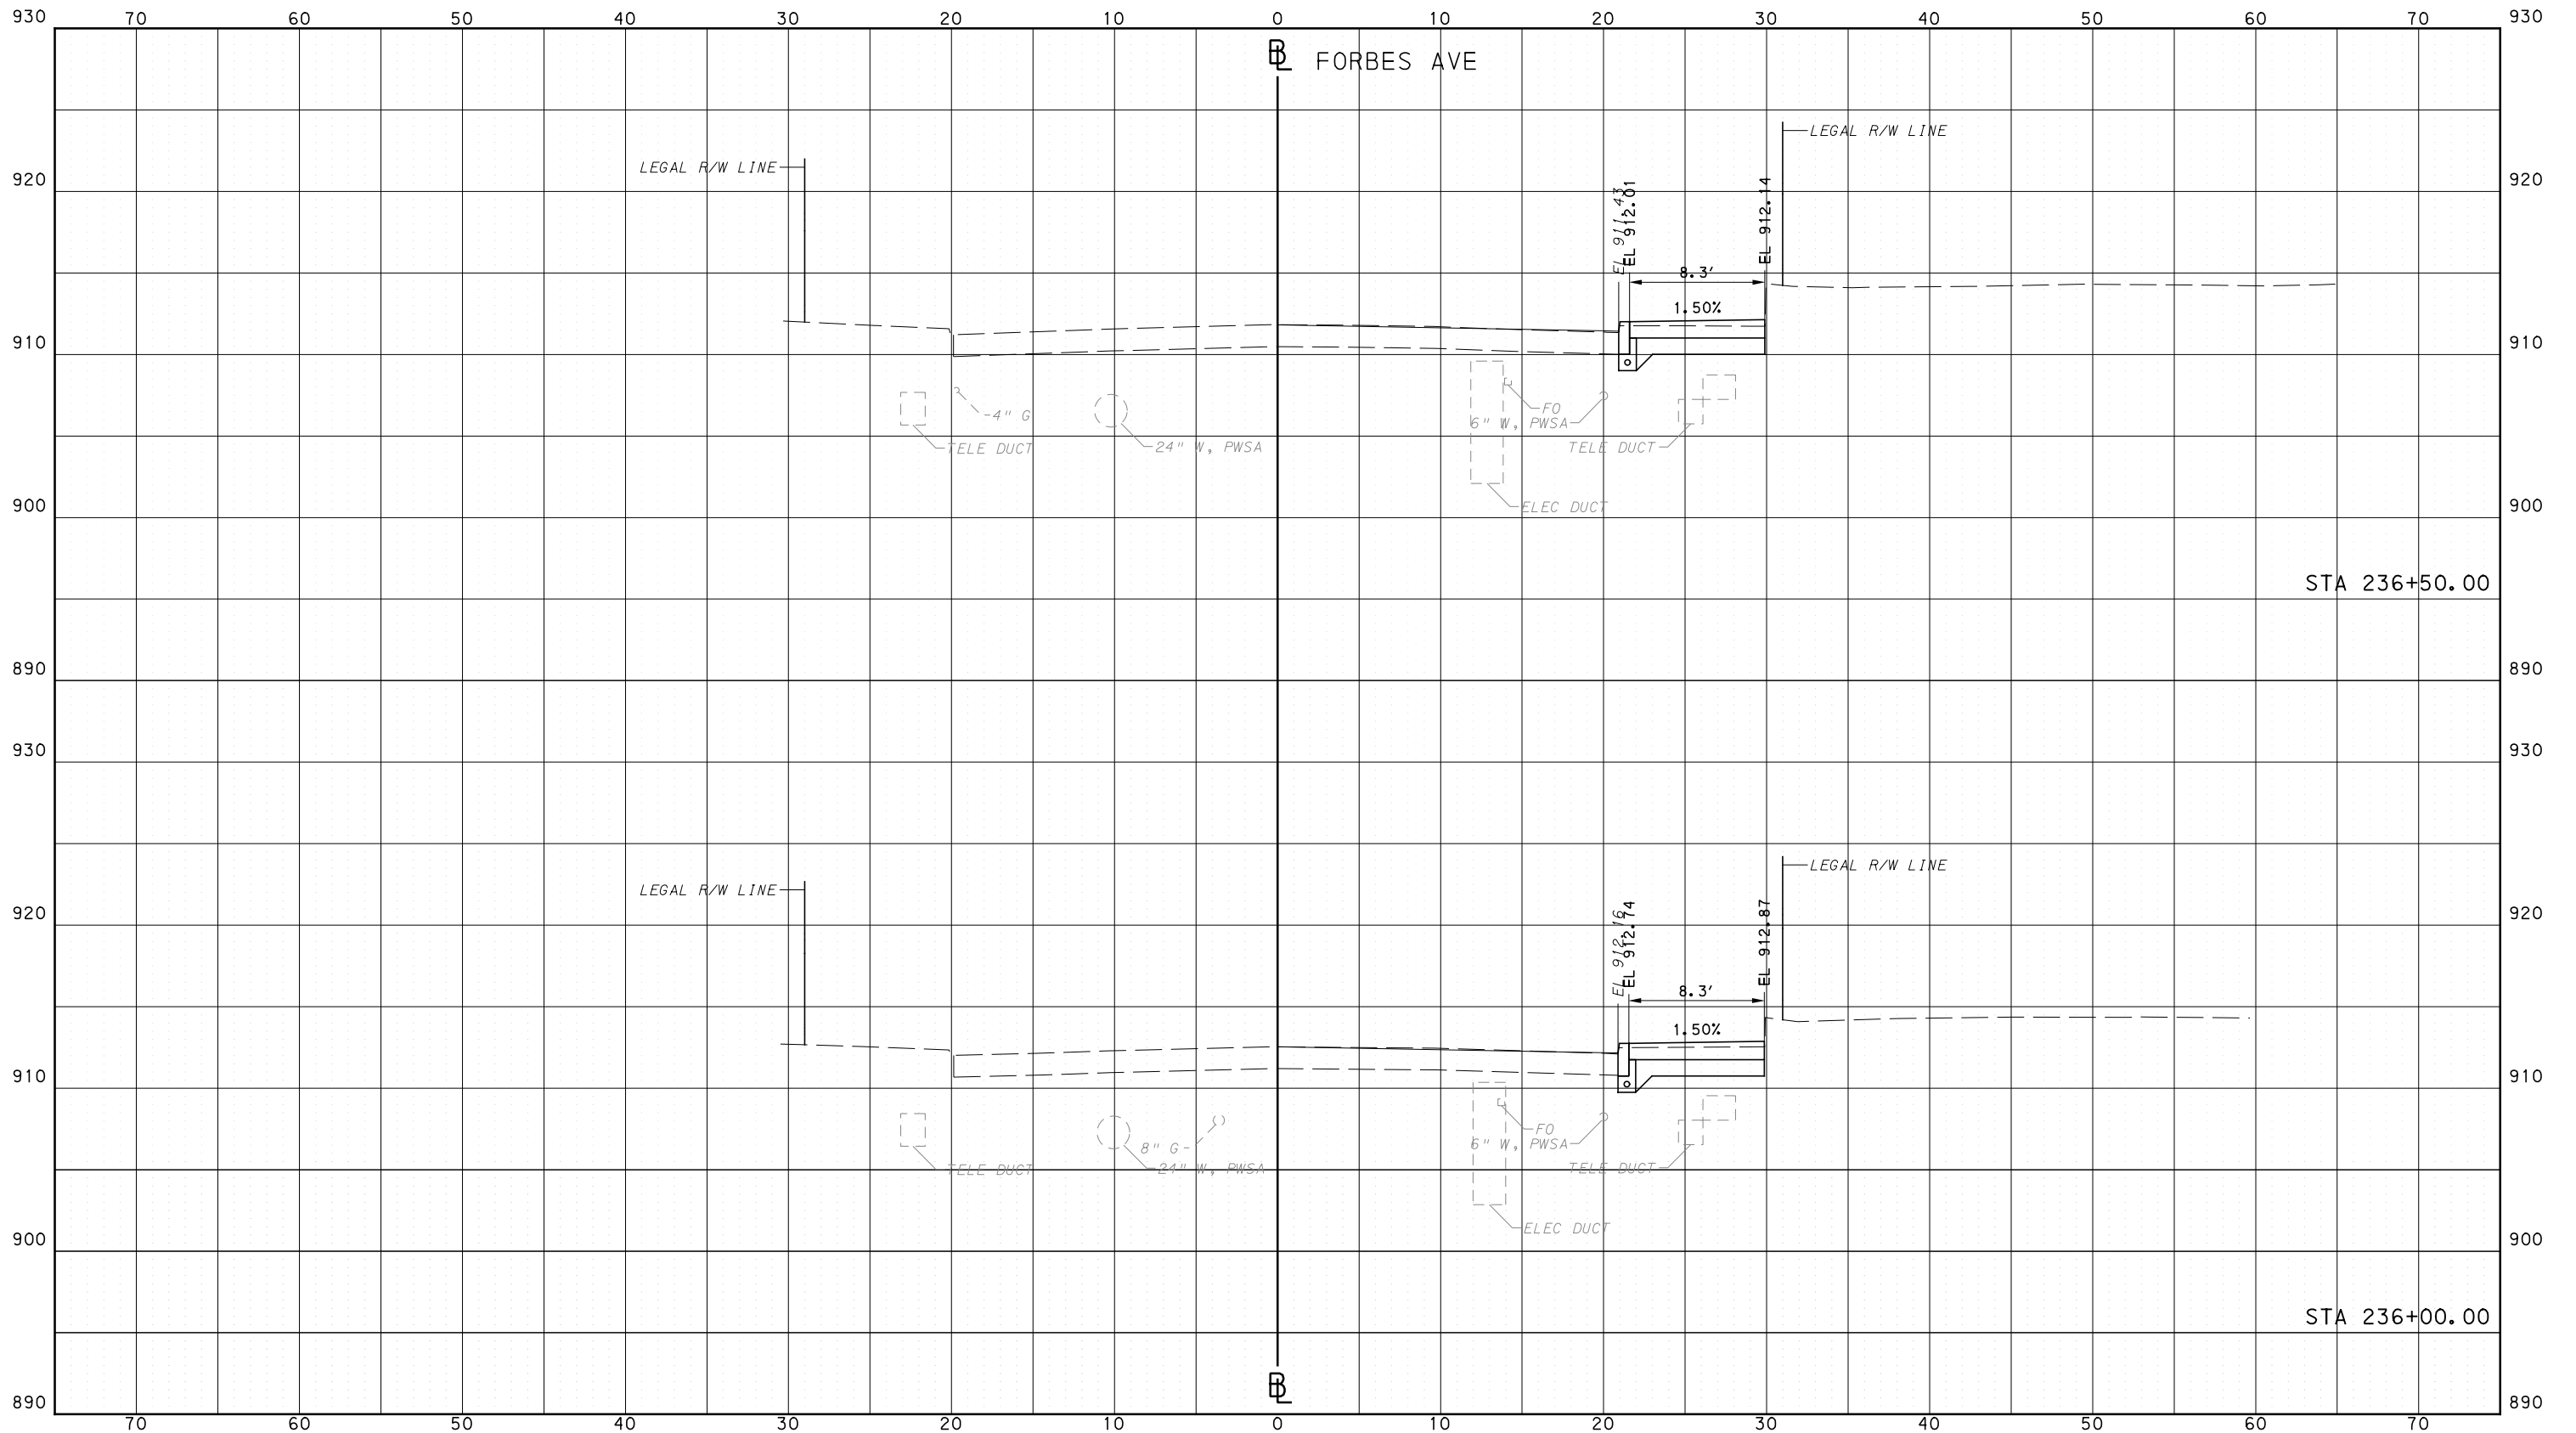 70 60 50 40 30 20 10 0 10 20 30 40 50 60 70
930 930
BL FORBES AVE
LEGAL R/W LINE
LEGAL R/W LINE
920 920
EL 911.43
EL 912.01
EL 912.14
8.3'
1.50%
910 910
4" G
FO
6" W, PWSA
TELE DUCT
24" W, PWSA
TELE DUCT
900 900
ELEC DUCT
STA 236+50.00
890 890
930 930
LEGAL R/W LINE
LEGAL R/W LINE
920 920
EL 912.16
EL 912.74
EL 912.87
8.3'
1.50%
910 910
FO
8" G
6" W, PWSA
TELE DUCT
24" W, PWSA
TELE DUCT
ELEC DUCT
900 900
STA 236+00.00
BL
890 890
70 60 50 40 30 20 10 0 10 20 30 40 50 60 70